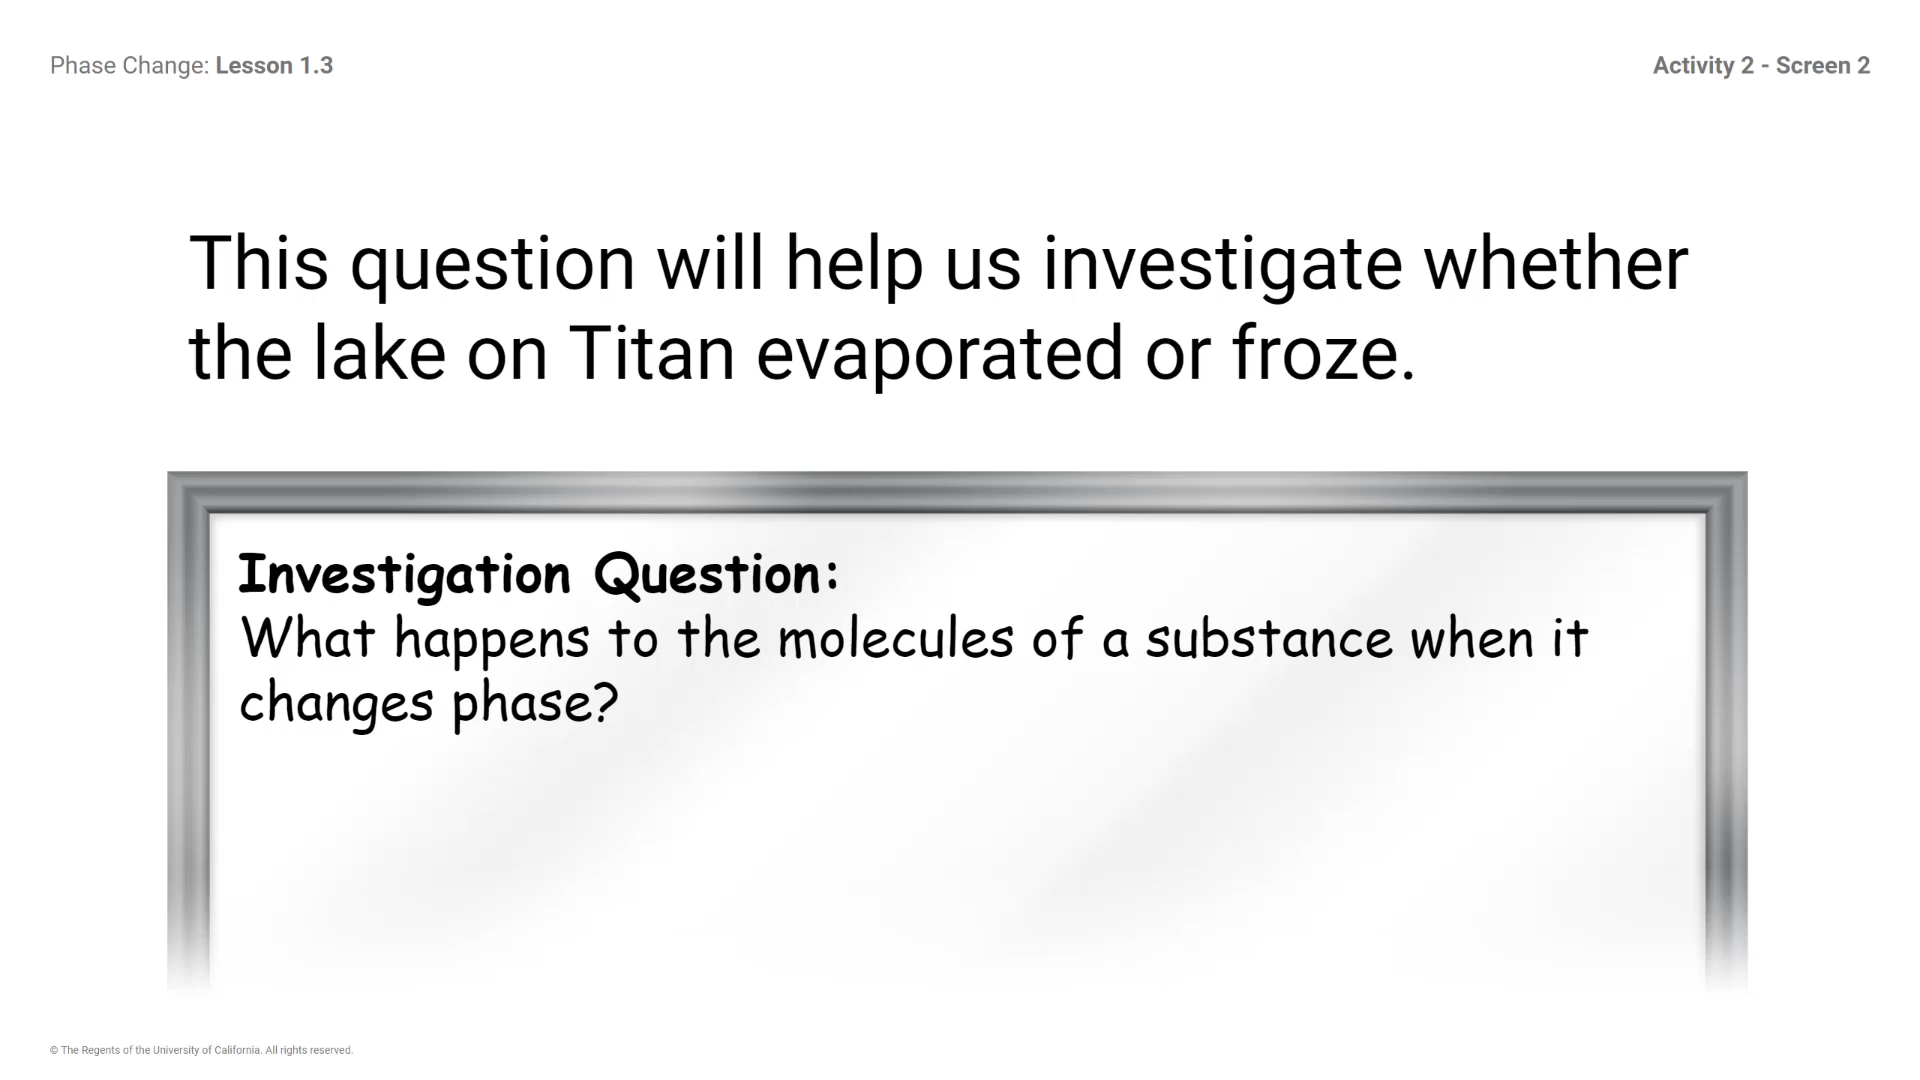 Phase Change: Lesson 1.3
Activity 2 - Screen 2
This question will help us investigate whether
the lake on Titan evaporated or froze.
Investigation Question:
What happens to the molecules of a substance when it
changes phase?
© The Regents of the University of California. All rights reserved.